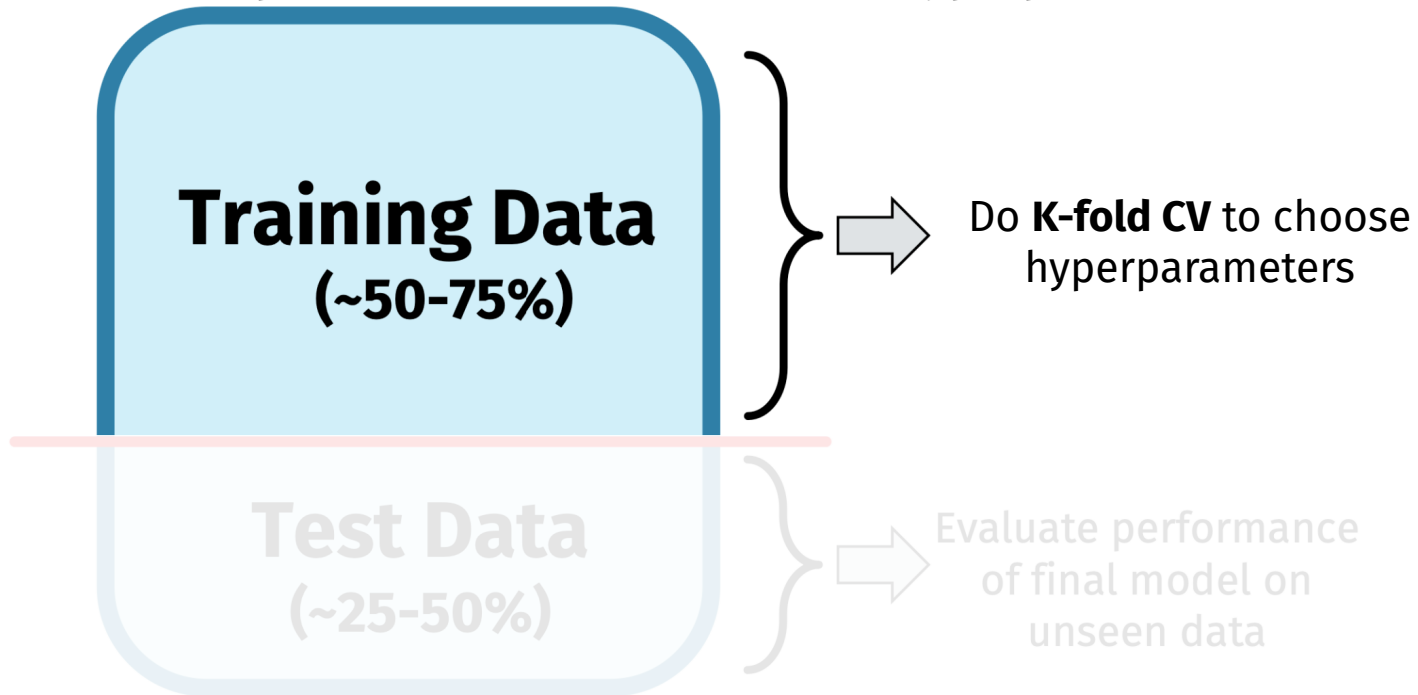 Training Data
(~50-75%)
Do K-fold CV to choose
hyperparameters
Test Data
(~25-50%)
Evaluate performance
of final model on
unseen data